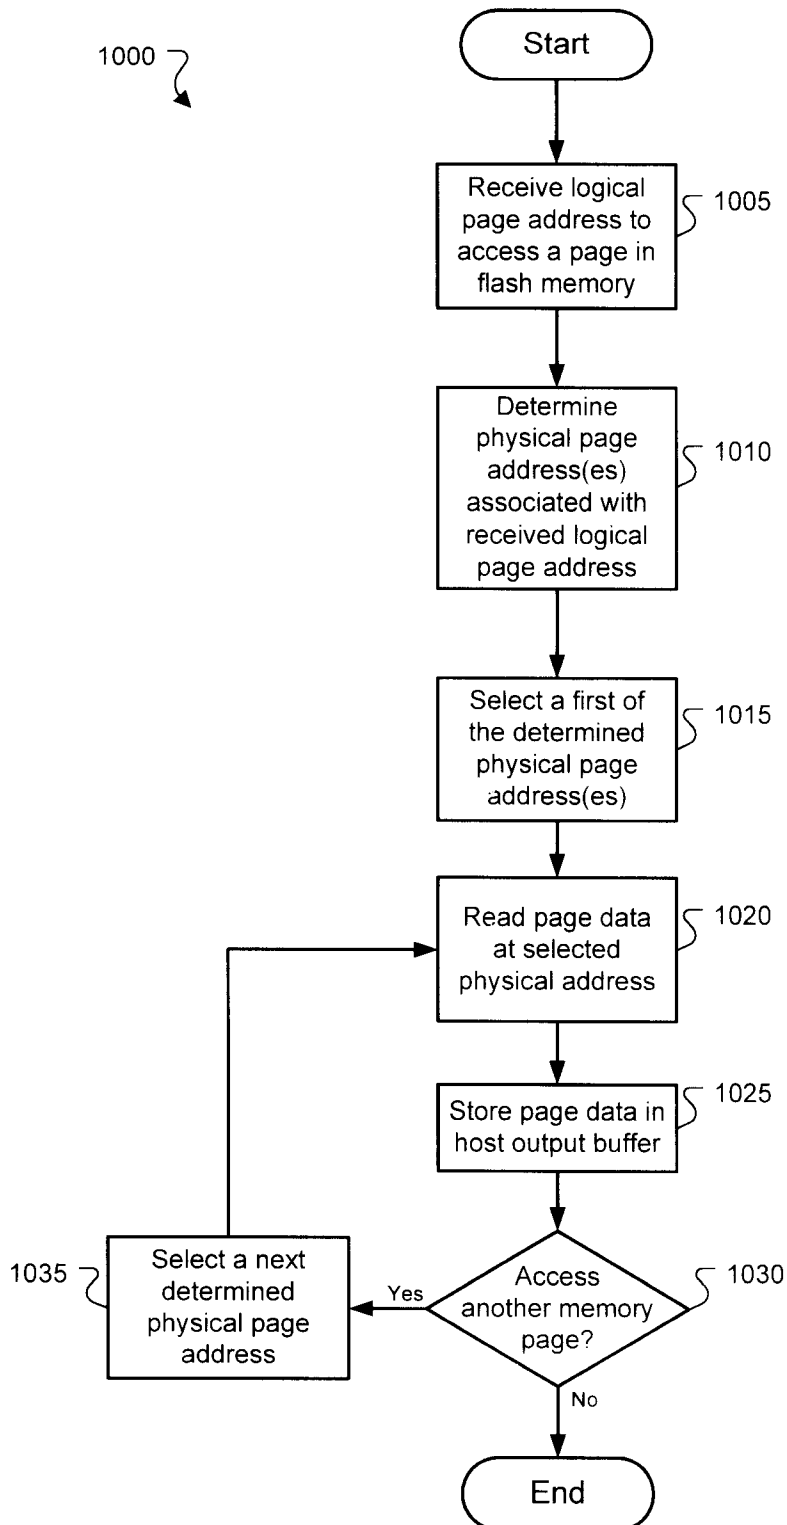 1000
Start
Receive logical
page address to
access a page in
flash memory
1005
Determine
physical page
address(es)
associated with
received logical
page address
1010
Select a first of
the determined
physical page
address(es)
1015
Read page data
at selected
physical address
1020
Store page data in
host output buffer
1025
Access
another memory
page?
1030
Yes
Select a next
determined
physical page
address
1035
No
End